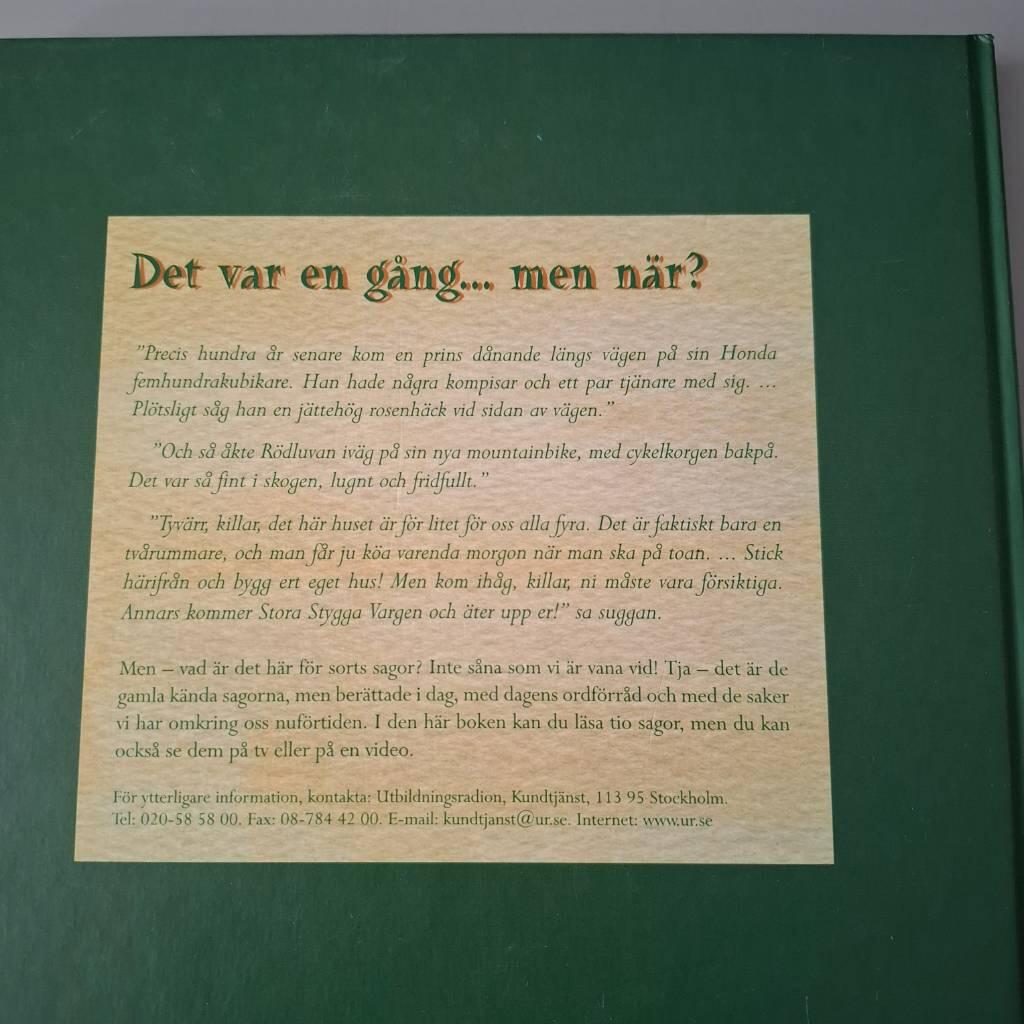 Det var en gång... men när?
”Precis hundra år senare kom en prins dånande längs vägen på sin Honda
femhundrakubikare. Han hade några kompisar och ett par tjänare med sig. ...
Plötsligt såg han en jättehög rosenhäck vid sidan av vägen.”
”Och så åkte Rödluvan iväg på sin nya mountainbike, med cykelkorgen bakpå.
Det var så fint i skogen, lugnt och fridfullt.”
”Tyvärr, killar, det här huset är för litet för oss alla fyra. Det är faktiskt bara en
tvårummare, och man får ju köa varenda morgon när man ska på toan. ... Stick
härifrån och bygg ert eget hus! Men kom ihåg, killar, ni måste vara försiktiga.
Annars kommer Stora Stygga Vargen och äter upp er!” sa suggan.
Men – vad är det här för sorts sagor? Inte såna som vi är vana vid! Tja – det är de
gamla kända sagorna, men berättade i dag, med dagens ordförråd och med de saker
vi har omkring oss nuförtiden. I den här boken kan du läsa tio sagor, men du kan
också se dem på tv eller på en video.
För ytterligare information, kontakta: Utbildningsradion, Kundtjänst, 113 95 Stockholm.
Tel: 020-58 58 00. Fax: 08-784 42 00. E-mail: kundtjanst@ur.se. Internet: www.ur.se